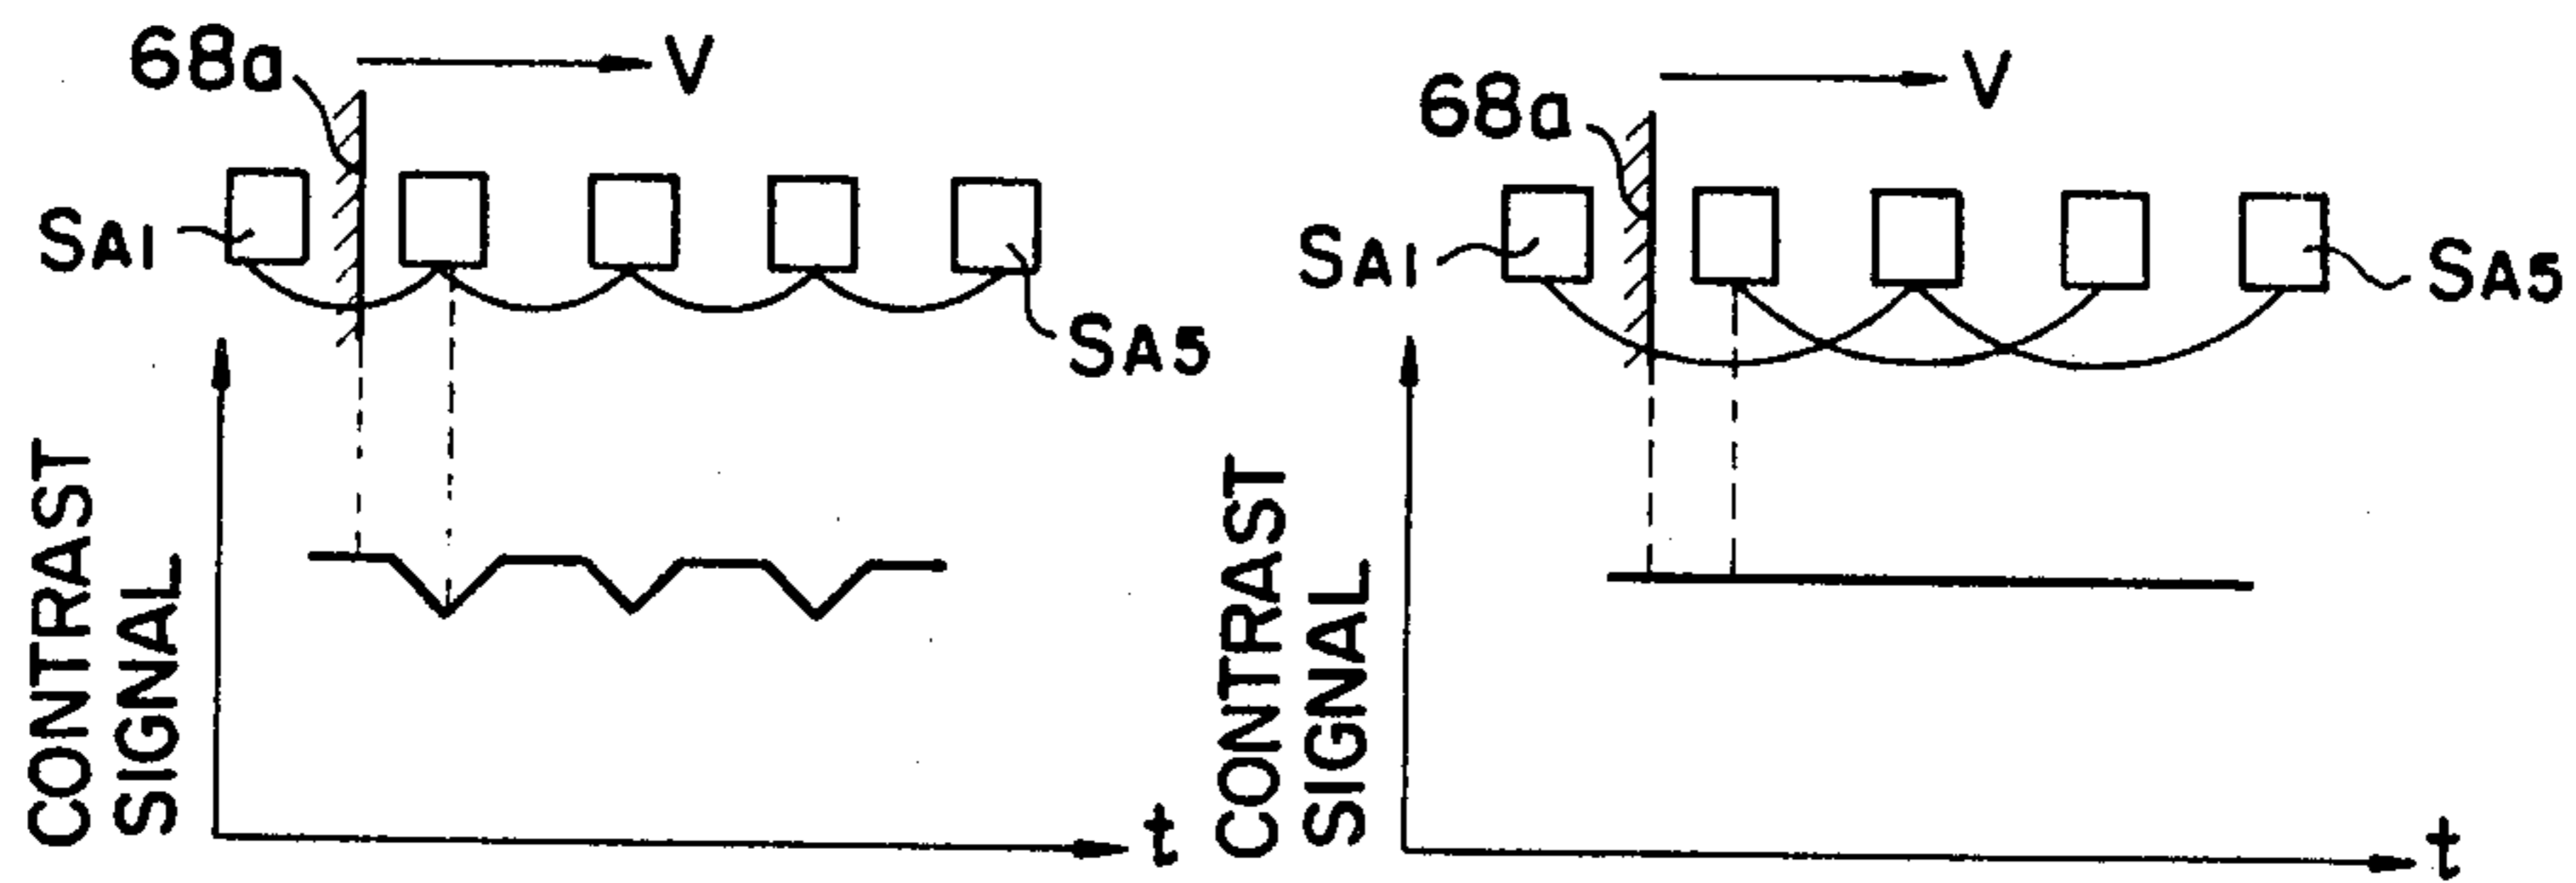 68a
V
SA1
SA5
CONTRAST
SIGNAL
t
68a
V
SA1
SA5
CONTRAST
SIGNAL
t